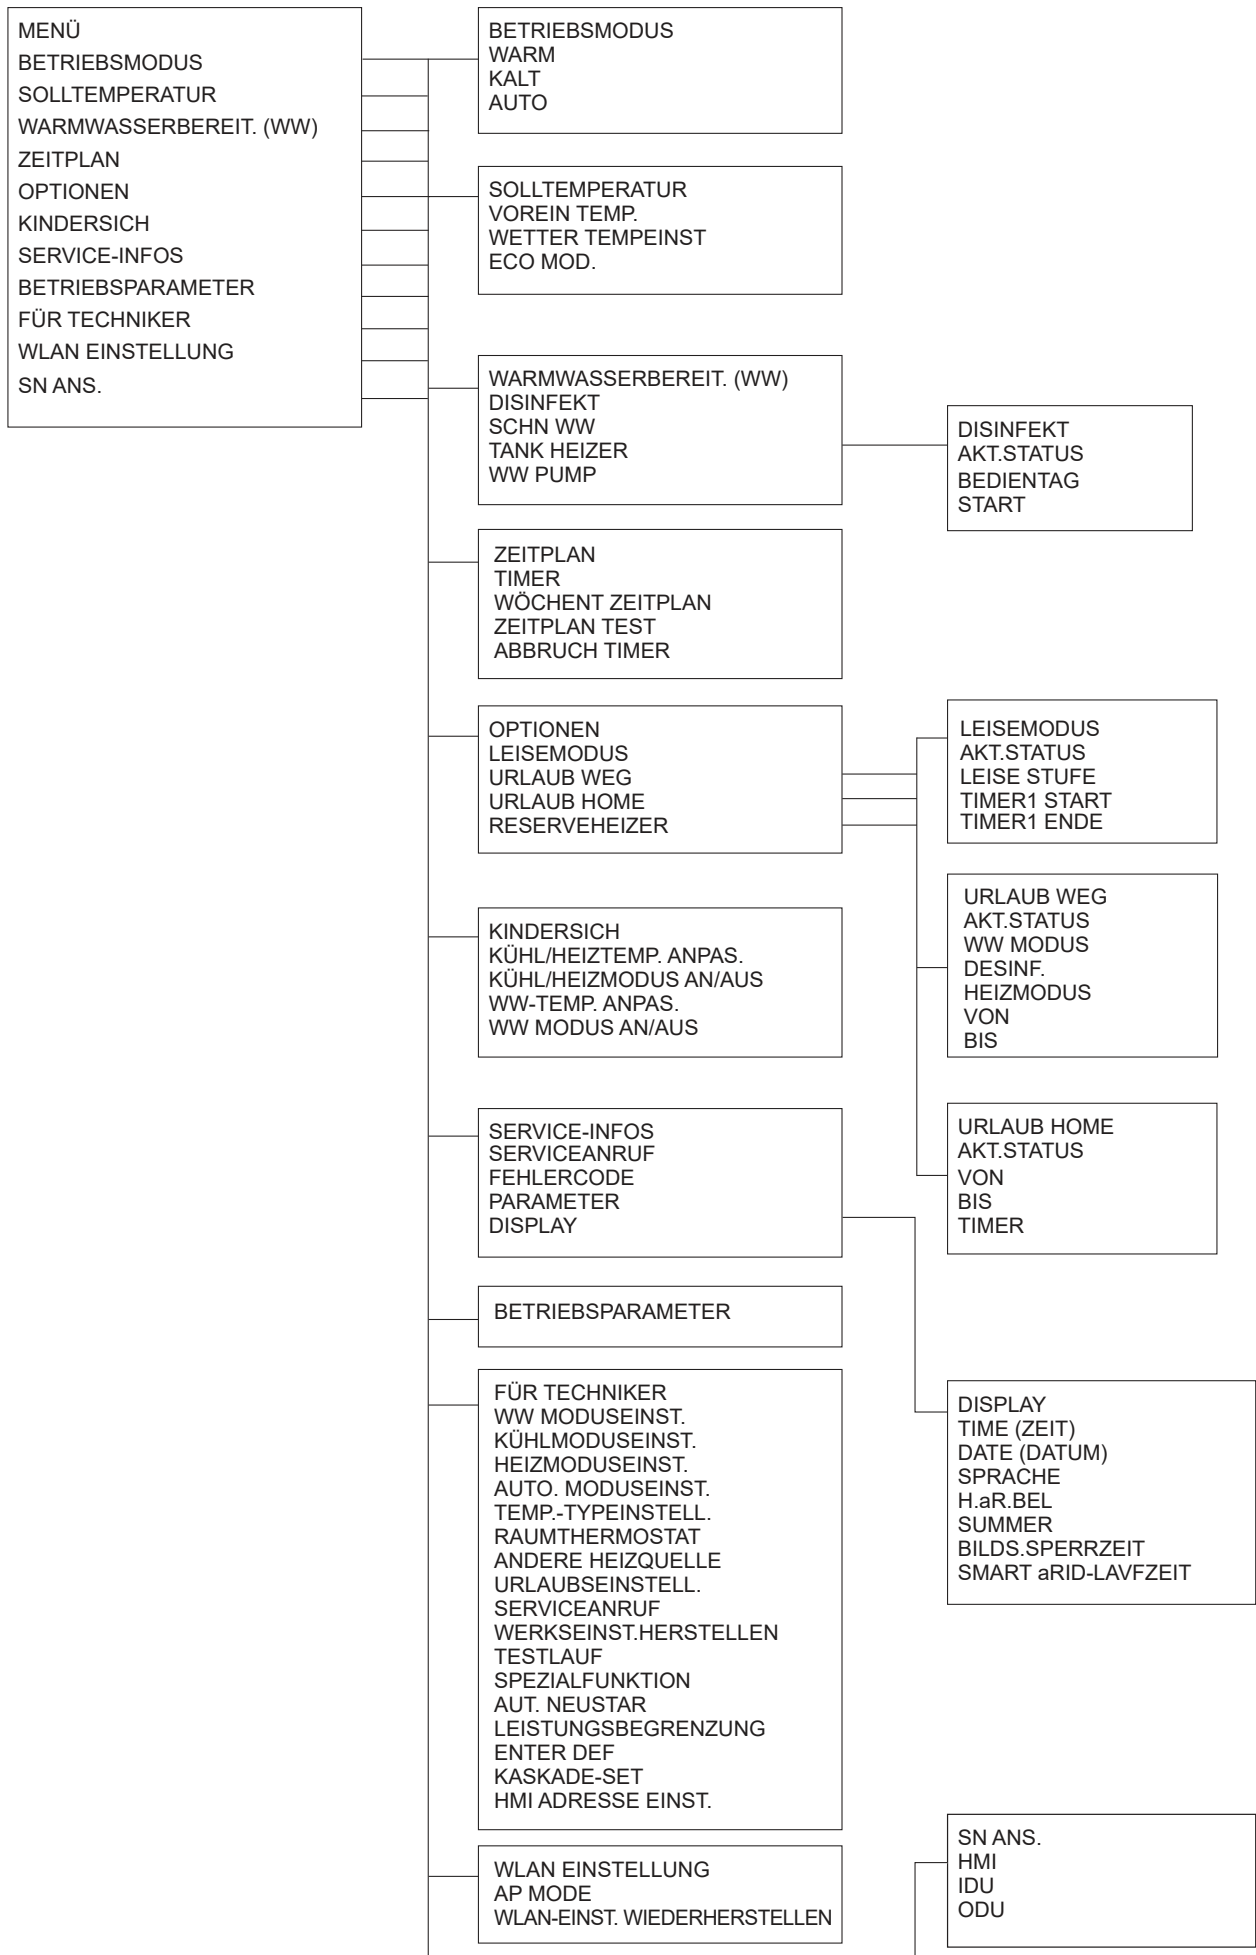 MENÜ
BETRIEBSMODUS
SOLLTEMPERATUR
WARMWASSERBEREIT. (WW)
ZEITPLAN
OPTIONEN
KINDERSICH
SERVICE-INFOS
BETRIEBSPARAMETER
FÜR TECHNIKER
WLAN EINSTELLUNG
SN ANS.
BETRIEBSMODUS
WARM
KALT
AUTO
SOLLTEMPERATUR
VOREIN TEMP.
WETTER TEMPEINST
ECO MOD.
WARMWASSERBEREIT. (WW)
DISINFEKT
SCHN WW
TANK HEIZER
WW PUMP
DISINFEKT
AKT.STATUS
BEDIENTAG
START
ZEITPLAN
TIMER
WÖCHENT ZEITPLAN
ZEITPLAN TEST
ABBRUCH TIMER
OPTIONEN
LEISEMODUS
URLAUB WEG
URLAUB HOME
RESERVEHEIZER
LEISEMODUS
AKT.STATUS
LEISE STUFE
TIMER1 START
TIMER1 ENDE
URLAUB WEG
AKT.STATUS
WW MODUS
DESINF.
HEIZMODUS
VON
BIS
URLAUB HOME
AKT.STATUS
VON
BIS
TIMER
KINDERSICH
KÜHL/HEIZTEMP. ANPAS.
KÜHL/HEIZMODUS AN/AUS
WW-TEMP. ANPAS.
WW MODUS AN/AUS
SERVICE-INFOS
SERVICEANRUF
FEHLERCODE
PARAMETER
DISPLAY
DISPLAY
TIME (ZEIT)
DATE (DATUM)
SPRACHE
H.aR.BEL
SUMMER
BILDS.SPERRZEIT
SMART aRID-LAVFZEIT
BETRIEBSPARAMETER
FÜR TECHNIKER
WW MODUSEINST.
KÜHLMODUSEINST.
HEIZMODUSEINST.
AUTO. MODUSEINST.
TEMP.-TYPEINSTELL.
RAUMTHERMOSTAT
ANDERE HEIZQUELLE
URLAUBSEINSTELL.
SERVICEANRUF
WERKSEINST.HERSTELLEN
TESTLAUF
SPEZIALFUNKTION
AUT. NEUSTAR
LEISTUNGSBEGRENZUNG
ENTER DEF
KASKADE-SET
HMI ADRESSE EINST.
WLAN EINSTELLUNG
AP MODE
WLAN-EINST. WIEDERHERSTELLEN
SN ANS.
HMI
IDU
ODU